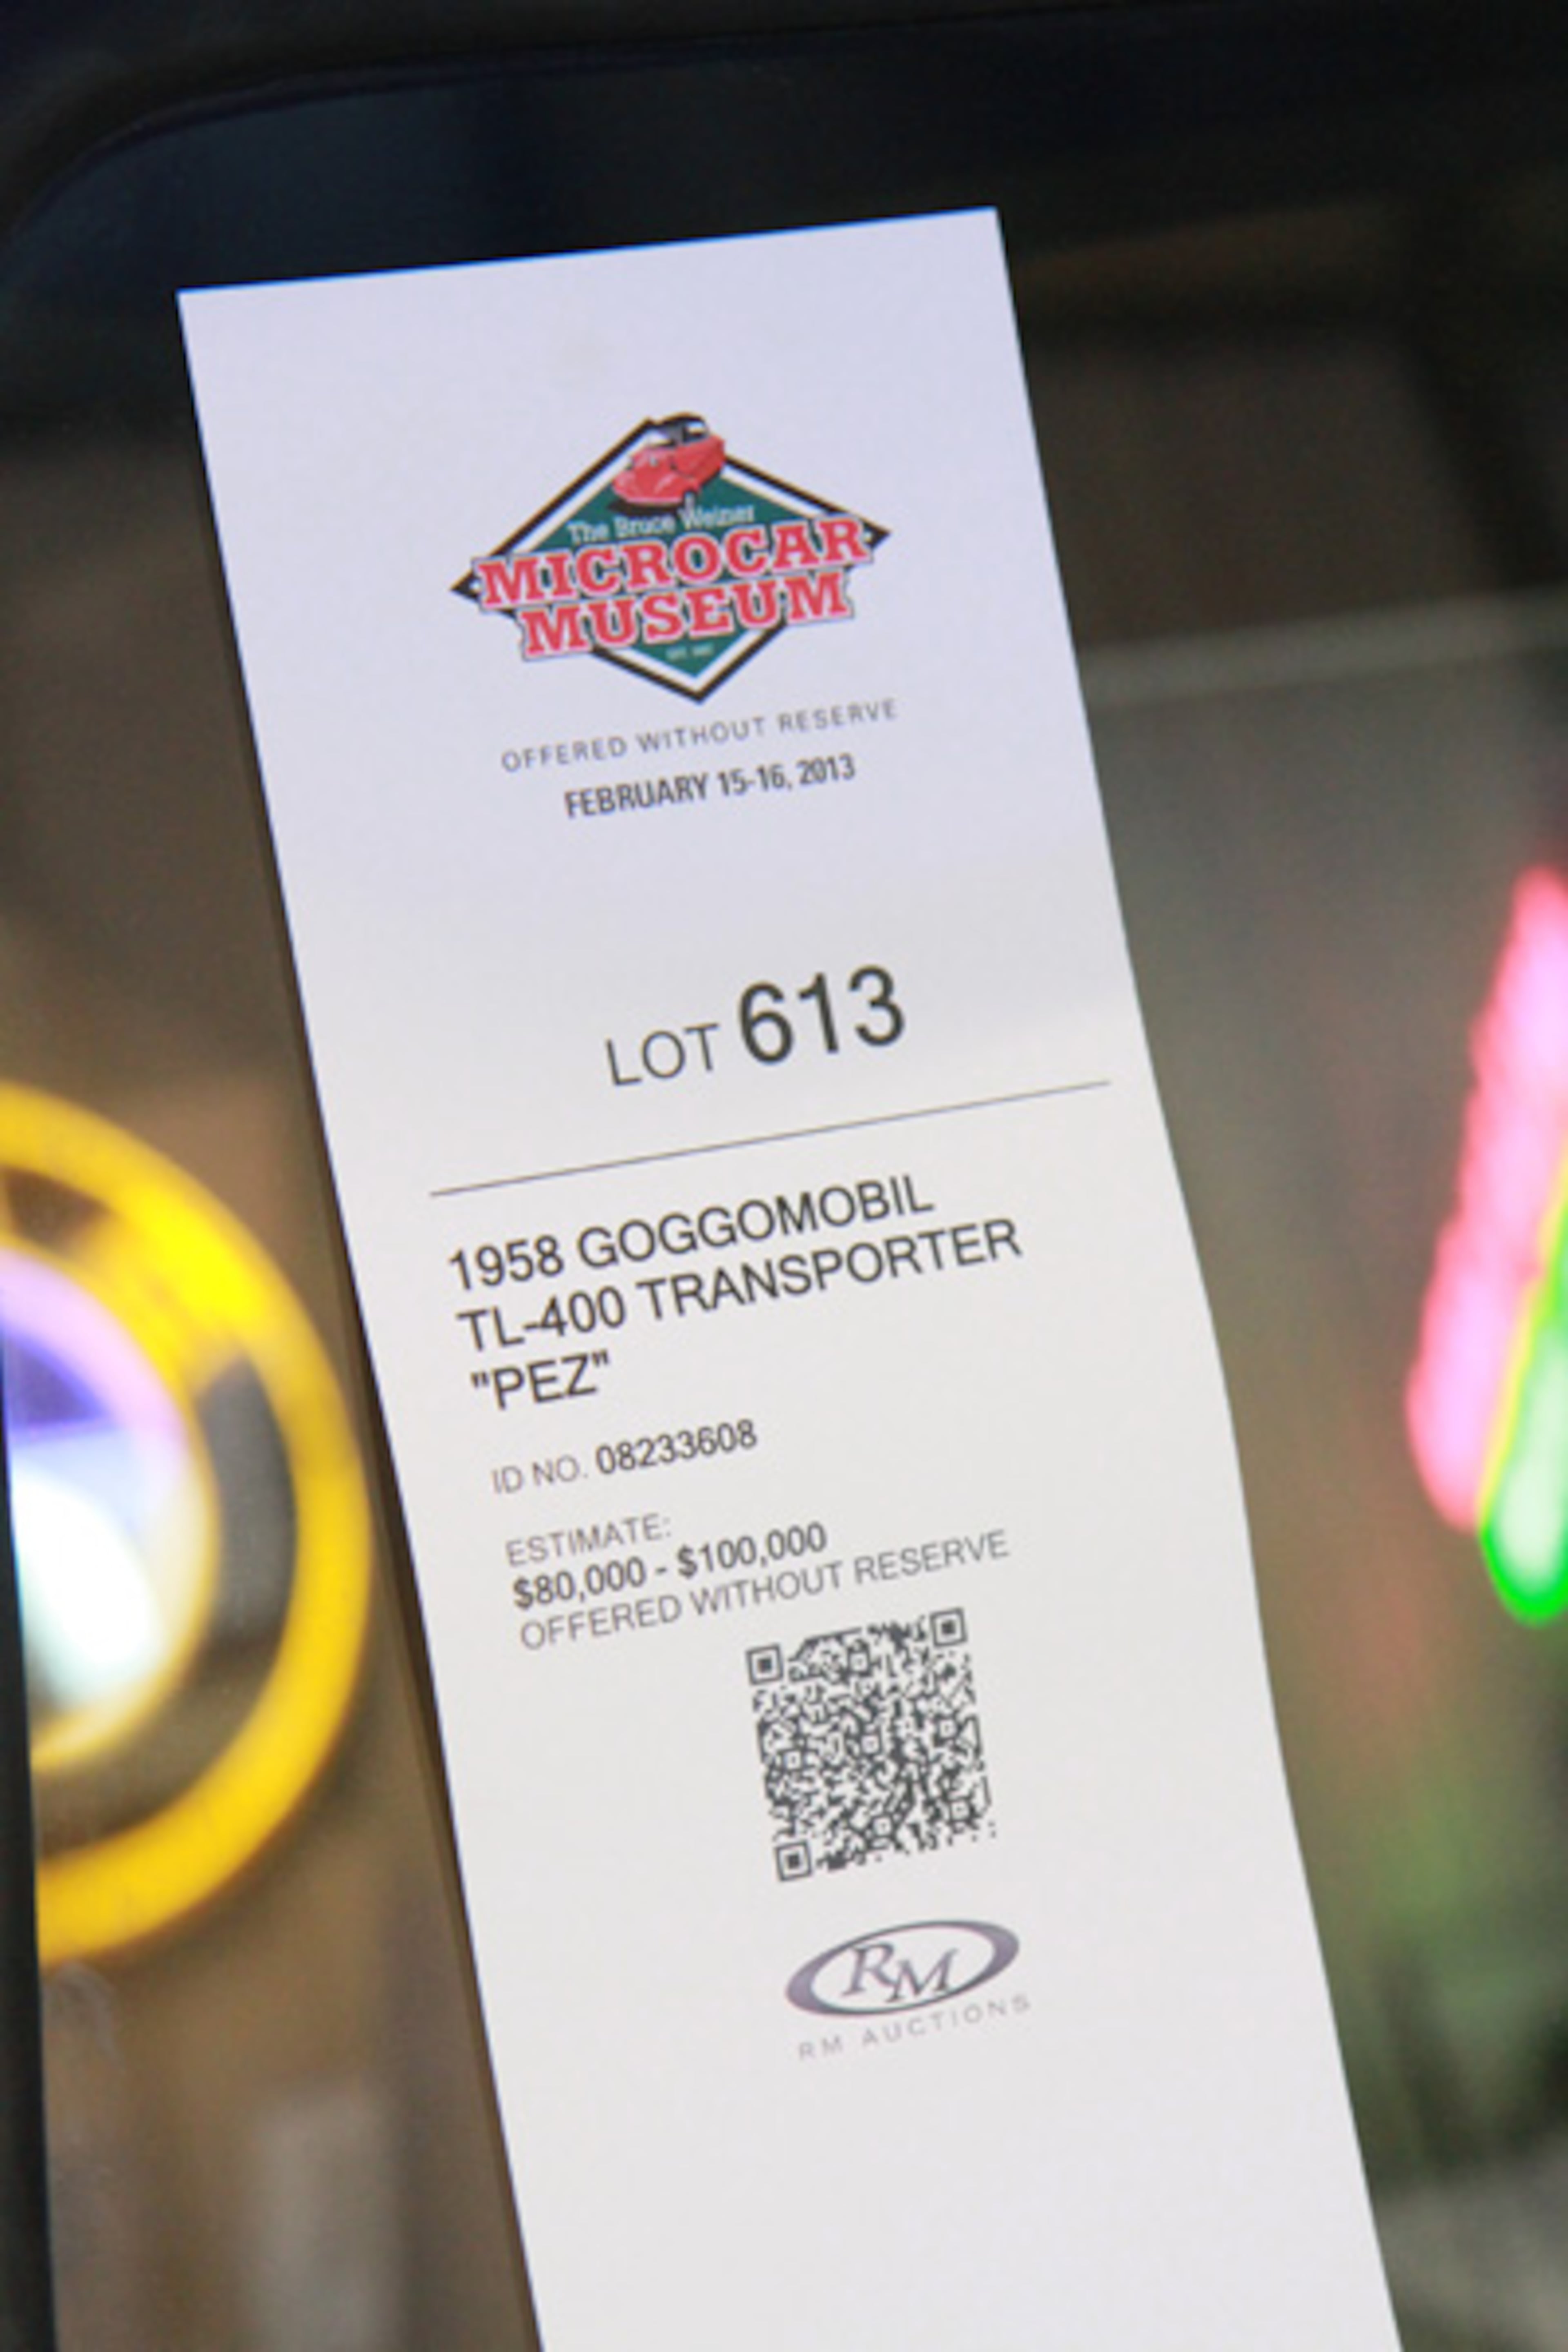 The Bruce Weiner
MICROCAR
MUSEUM
OFFERED WITHOUT RESERVE
FEBRUARY 15-16, 2013
LOT 613
1958 GOGGOMOBIL
TL-400 TRANSPORTER
"PEZ"
ID NO. 08233608
ESTIMATE:
$80,000 - $100,000
OFFERED WITHOUT RESERVE
RM
RM AUCTIONS